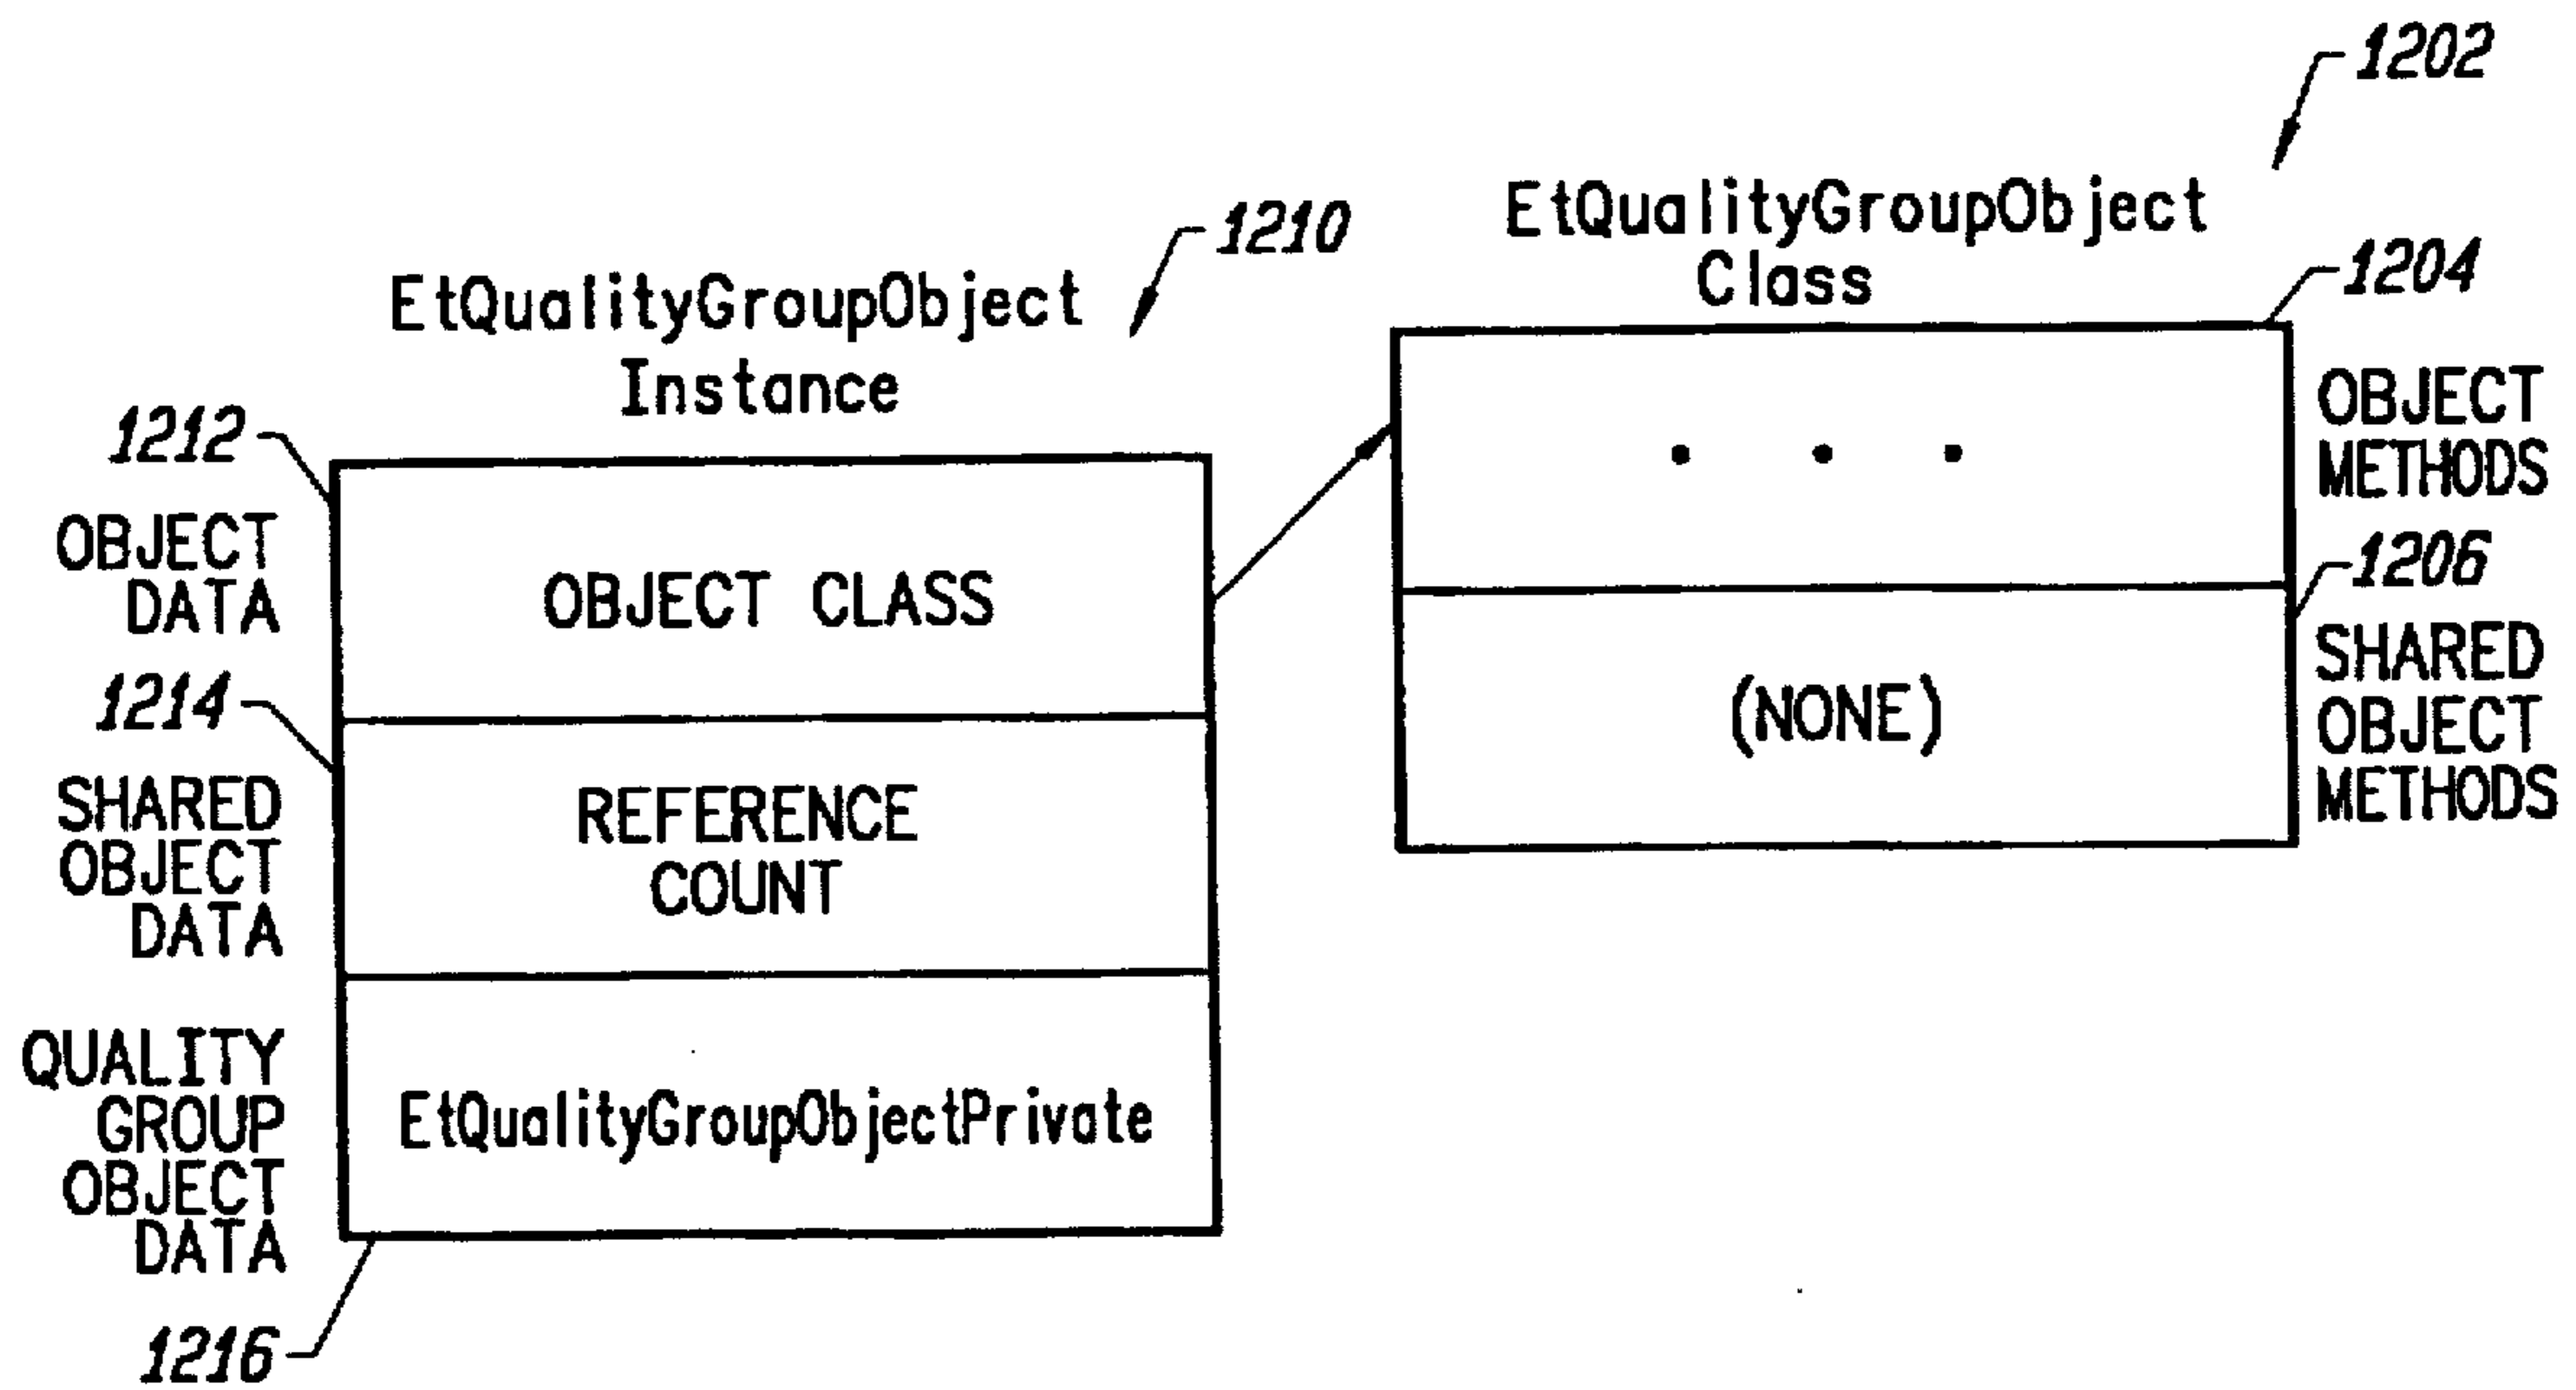 1202
EtQualityGroupObject
Class
1204
1210
EtQualityGroupObject
Instance
1212
OBJECT
DATA
OBJECT CLASS
1214
SHARED
OBJECT
DATA
REFERENCE
COUNT
QUALITY
GROUP
OBJECT
DATA
EtQualityGroupObjectPrivate
1216
. . .
OBJECT
METHODS
1206
(NONE)
SHARED
OBJECT
METHODS